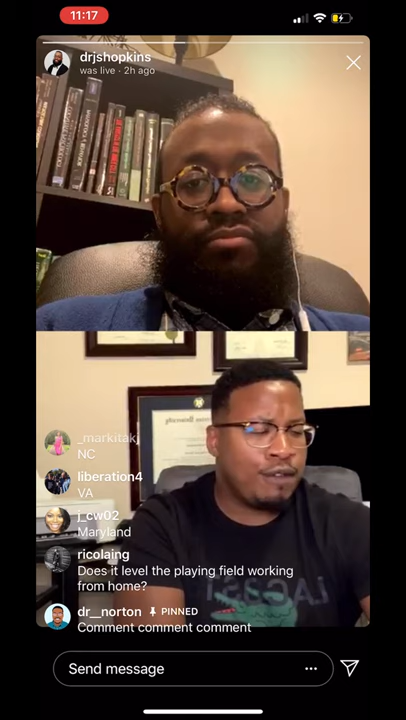 11:17
drjshopkins
was live · 2h ago
_markitakj
NC
liberation4
VA
j_cw02
Maryland
ricolaing
Does it level the playing field working
from home?
dr__norton PINNED
Comment comment comment
Send message